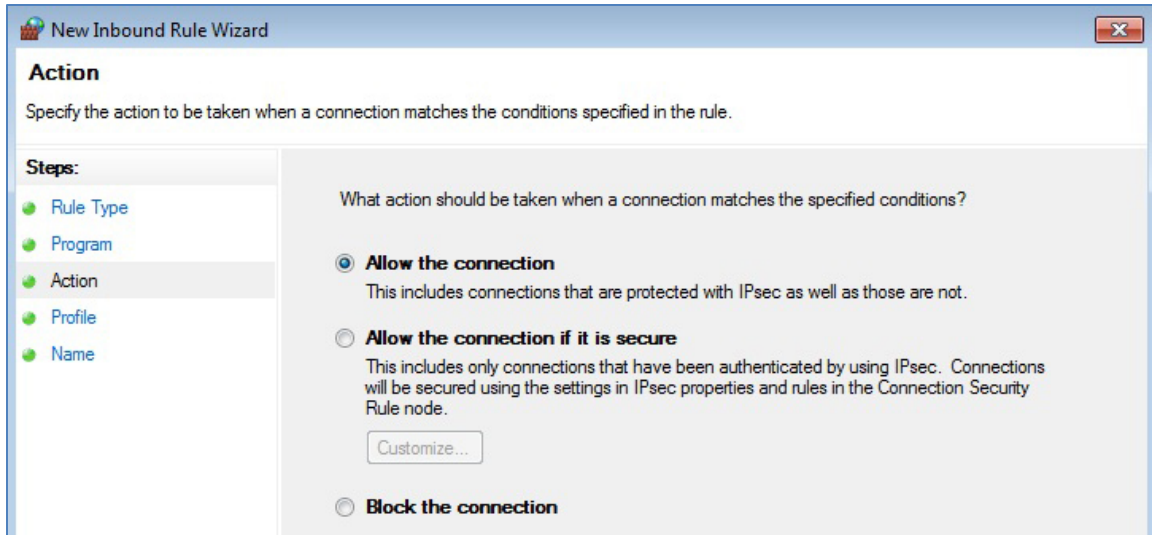 New Inbound Rule Wizard
Action
Specify the action to be taken when a connection matches the conditions specified in the rule.
Steps:
Rule Type
Program
Action
Profile
Name
What action should be taken when a connection matches the specified conditions?
Allow the connection
This includes connections that are protected with IPsec as well as those are not.
Allow the connection if it is secure
This includes only connections that have been authenticated by using IPsec. Connections
will be secured using the settings in IPsec properties and rules in the Connection Security
Rule node.
Customize...
Block the connection